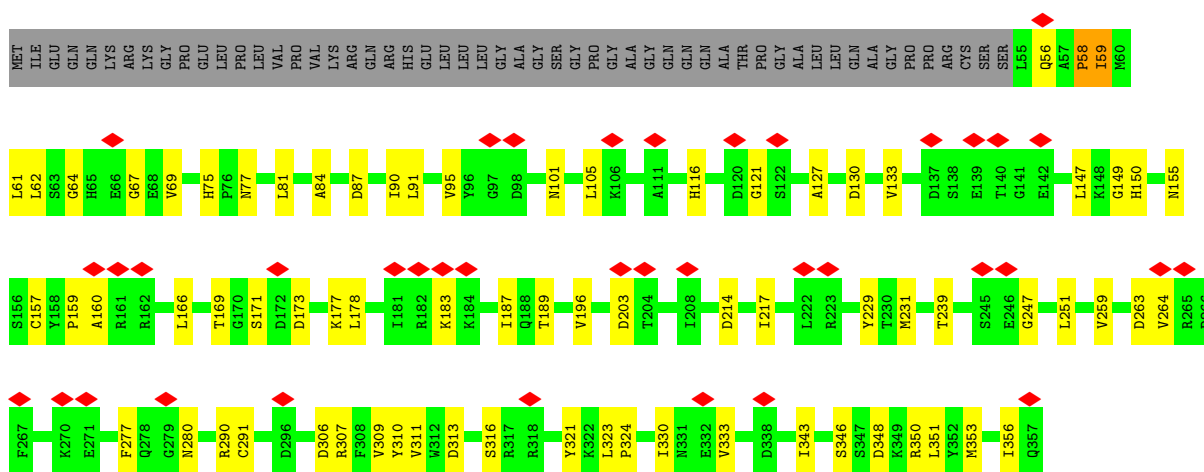 MET ILE GLU GLN GLN LYS ARG LYS GLY PRO GLU LEU PRO LEU VAL PRO VAL LYS ARG GLY ARG HIS GLU LEU LEU LEU GLY ALA GLY SER GLY PRO GLY ALA GLY GLN GLN GLN ALA THR PRO GLY ALA LEU LEU GLN ALA GLY PRO PRO ARG CYS SER SER L55 Q56 A57 P58 I59 M60
L61 L62 S63 G64 H65 E66 G67 E68 V69 H75 P76 N77 L81 A84 D87 I90 L91 V95 Y96 G97 D98 N101 L105 K106 A111 H116 D120 G121 S122 A127 D130 V133 D137 S138 E139 T140 G141 E142 L147 K148 G149 H150 N155
S156 C157 Y158 P159 A160 R161 R162 L166 T169 G170 S171 D172 D173 K177 L178 I181 R182 K183 K184 I187 Q188 T189 V196 D203 T204 I208 D214 I217 L222 R223 Y229 T230 M231 T239 S245 E246 G247 L251 V259 D263 V264 R265
F267 K270 E271 F277 Q278 G279 N280 R290 C291 D296 D306 R307 F308 V309 Y310 V311 W312 D313 S316 R317 R318 Y321 K322 L323 P324 I330 N331 E332 V333 D338 I343 S346 S347 D348 K349 R350 L351 Y352 M353 I356 Q357